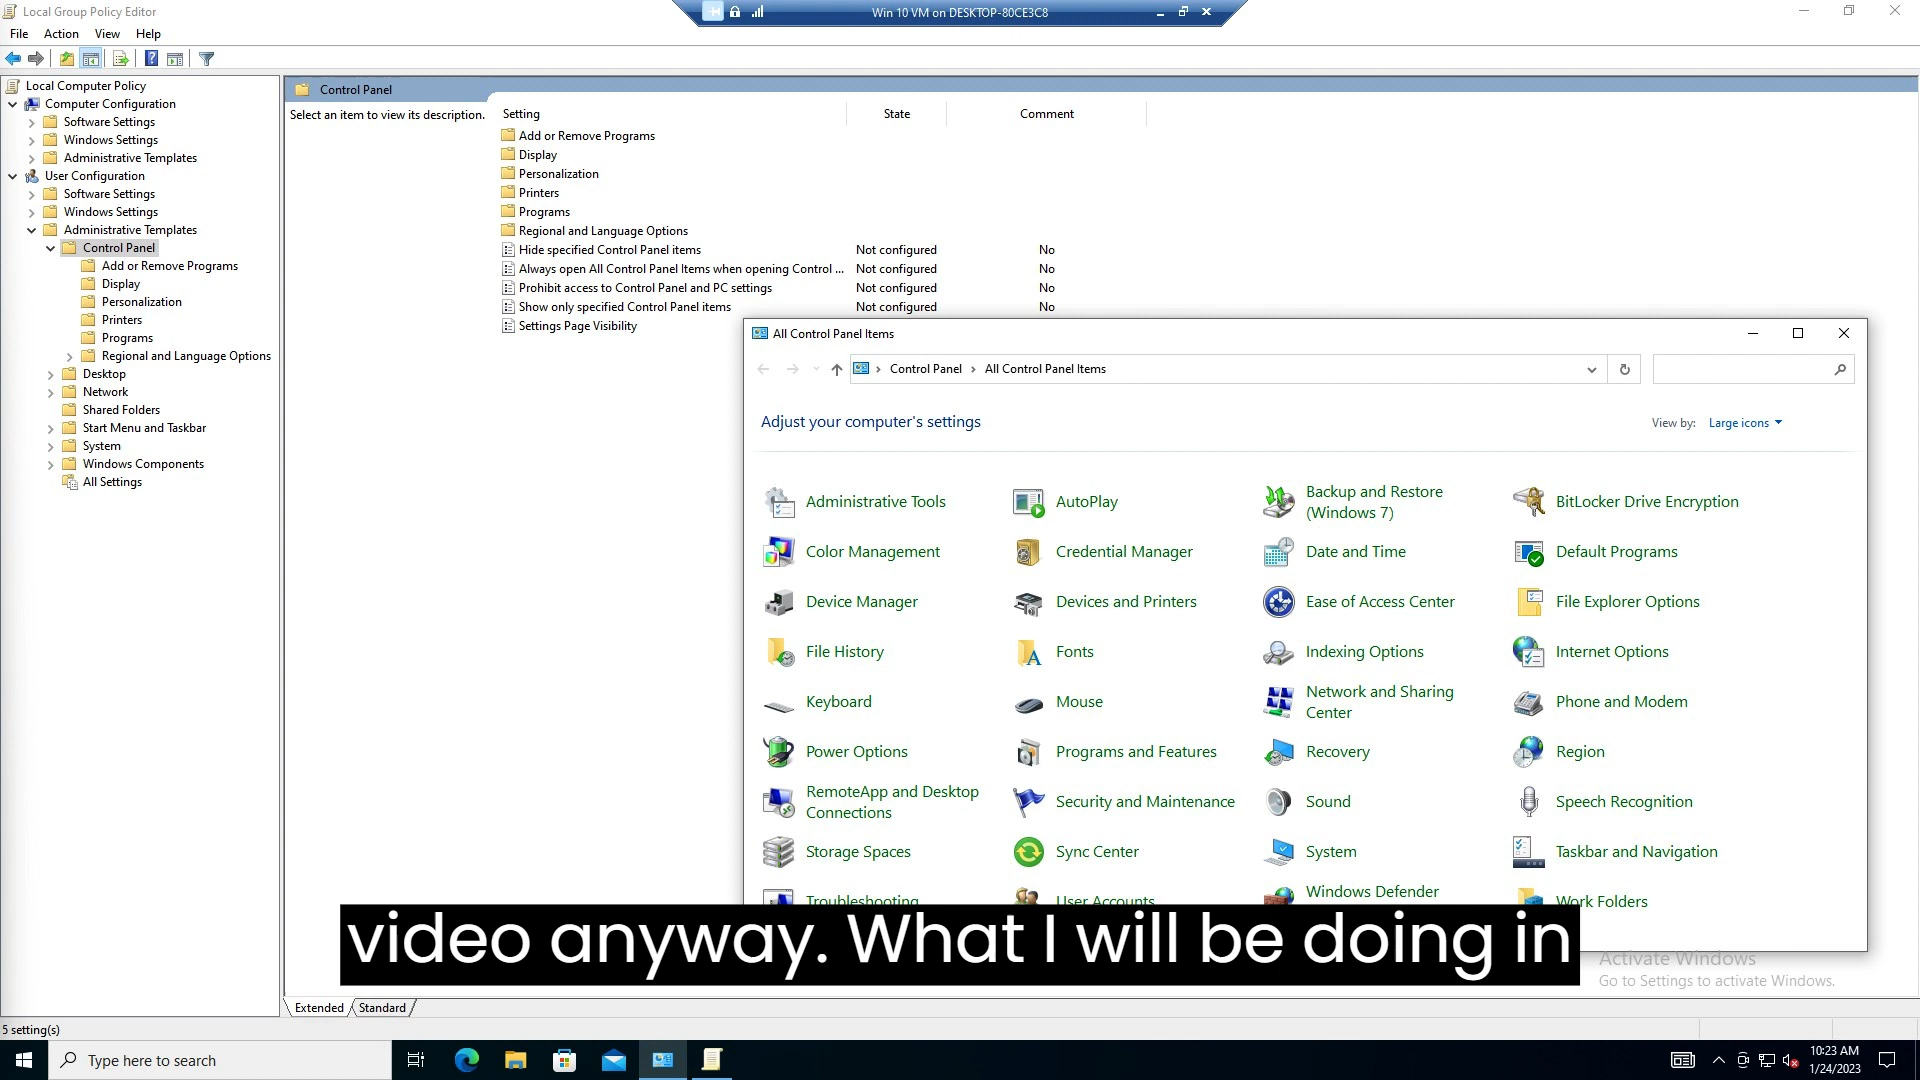 Local Group Policy Editor
Win 10 VM on DESKTOP-80CE3C8
File Action View Help
Local Computer Policy
Computer Configuration
Software Settings
Windows Settings
Administrative Templates
User Configuration
Software Settings
Windows Settings
Administrative Templates
Control Panel
Add or Remove Programs
Display
Personalization
Printers
Programs
Regional and Language Options
Desktop
Network
Shared Folders
Start Menu and Taskbar
System
Windows Components
All Settings
Control Panel
Select an item to view its description.
Setting State Comment
Add or Remove Programs
Display
Personalization
Printers
Programs
Regional and Language Options
Hide specified Control Panel items Not configured No
Always open All Control Panel Items when opening Control ... Not configured No
Prohibit access to Control Panel and PC settings Not configured No
Show only specified Control Panel items Not configured No
Settings Page Visibility
All Control Panel Items
Control Panel All Control Panel Items
Adjust your computer's settings
View by: Large icons
Administrative Tools
AutoPlay
Backup and Restore
(Windows 7)
BitLocker Drive Encryption
Color Management
Credential Manager
Date and Time
Default Programs
Device Manager
Devices and Printers
Ease of Access Center
File Explorer Options
File History
Fonts
Indexing Options
Internet Options
Keyboard
Mouse
Network and Sharing
Center
Phone and Modem
Power Options
Programs and Features
Recovery
Region
RemoteApp and Desktop
Connections
Security and Maintenance
Sound
Speech Recognition
Storage Spaces
Sync Center
System
Taskbar and Navigation
Troubleshooting
User Accounts
Windows Defender
Work Folders
video anyway. What I will be doing in
Activate Windows
Go to Settings to activate Windows.
Extended Standard
5 setting(s)
Type here to search
10:23 AM
1/24/2023